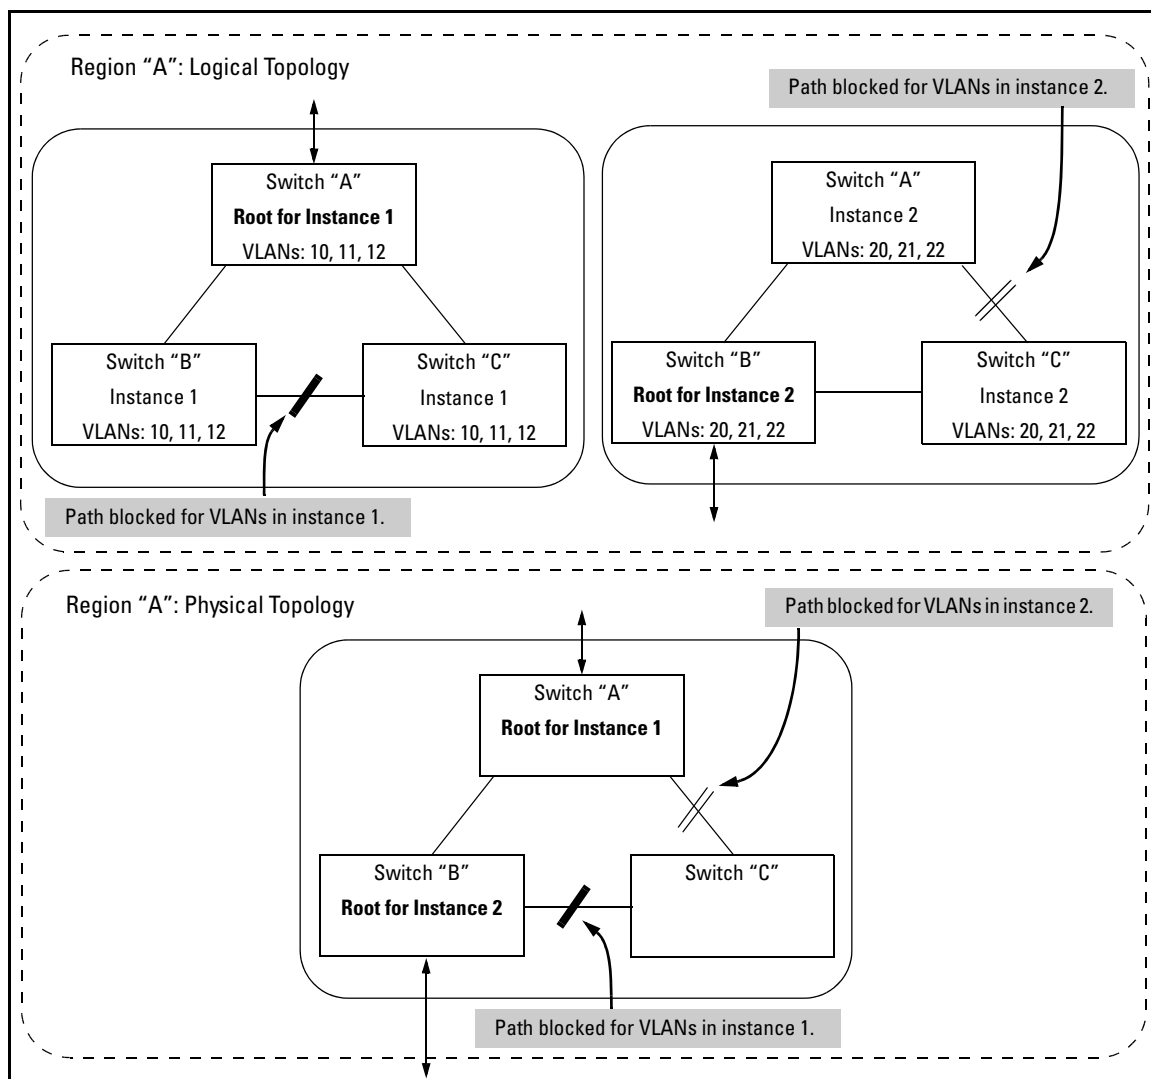 Region “A”: Logical Topology
Path blocked for VLANs in instance 2.
Switch “A”
Root for Instance 1
VLANs: 10, 11, 12
Switch “B”
Instance 1
VLANs: 10, 11, 12
Switch “C”
Instance 1
VLANs: 10, 11, 12
Path blocked for VLANs in instance 1.
Switch “A”
Instance 2
VLANs: 20, 21, 22
Switch “B”
Root for Instance 2
VLANs: 20, 21, 22
Switch “C”
Instance 2
VLANs: 20, 21, 22
Region “A”: Physical Topology
Path blocked for VLANs in instance 2.
Switch “A”
Root for Instance 1
Switch “B”
Root for Instance 2
Switch “C”
Path blocked for VLANs in instance 1.